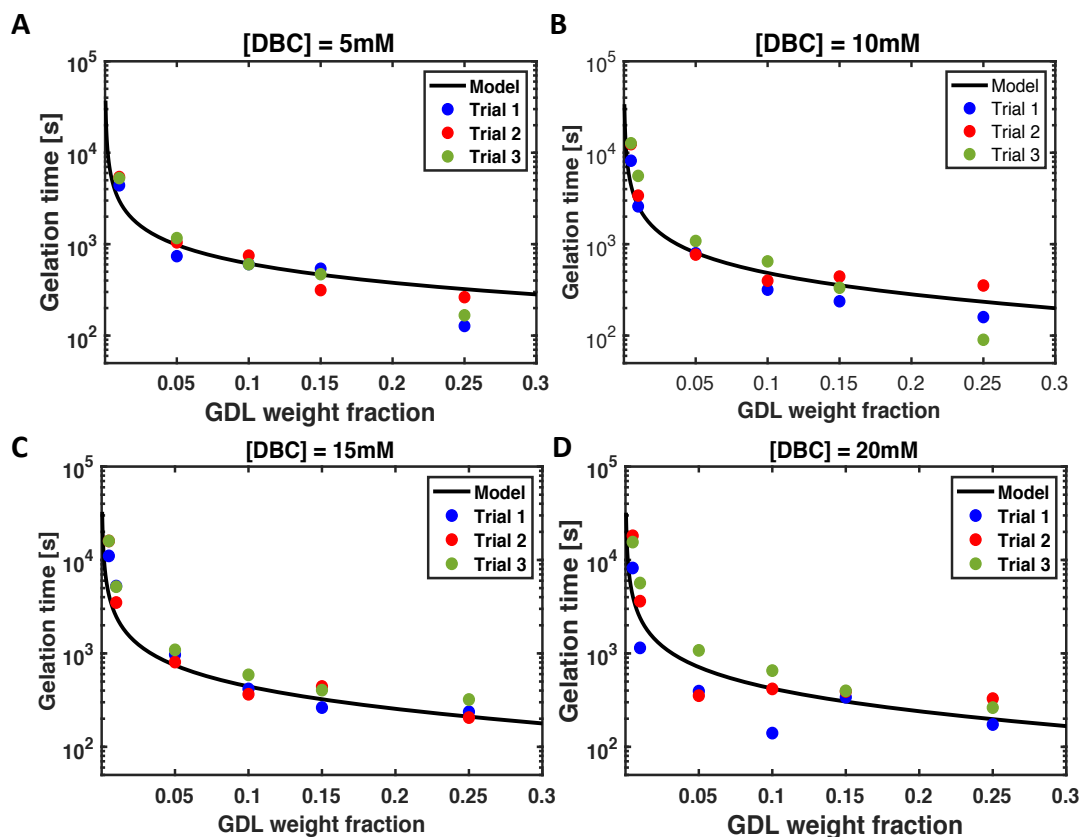 A
[DBC] = 5mM
Gelation time [s]
10^5
10^4
10^3
10^2
0.05 0.1 0.15 0.2 0.25 0.3
GDL weight fraction
Model
Trial 1
Trial 2
Trial 3
B
[DBC] = 10mM
Gelation time [s]
10^5
10^4
10^3
10^2
0.05 0.1 0.15 0.2 0.25 0.3
GDL weight fraction
Model
Trial 1
Trial 2
Trial 3
C
[DBC] = 15mM
Gelation time [s]
10^5
10^4
10^3
10^2
0.05 0.1 0.15 0.2 0.25 0.3
GDL weight fraction
Model
Trial 1
Trial 2
Trial 3
D
[DBC] = 20mM
Gelation time [s]
10^5
10^4
10^3
10^2
0.05 0.1 0.15 0.2 0.25 0.3
GDL weight fraction
Model
Trial 1
Trial 2
Trial 3